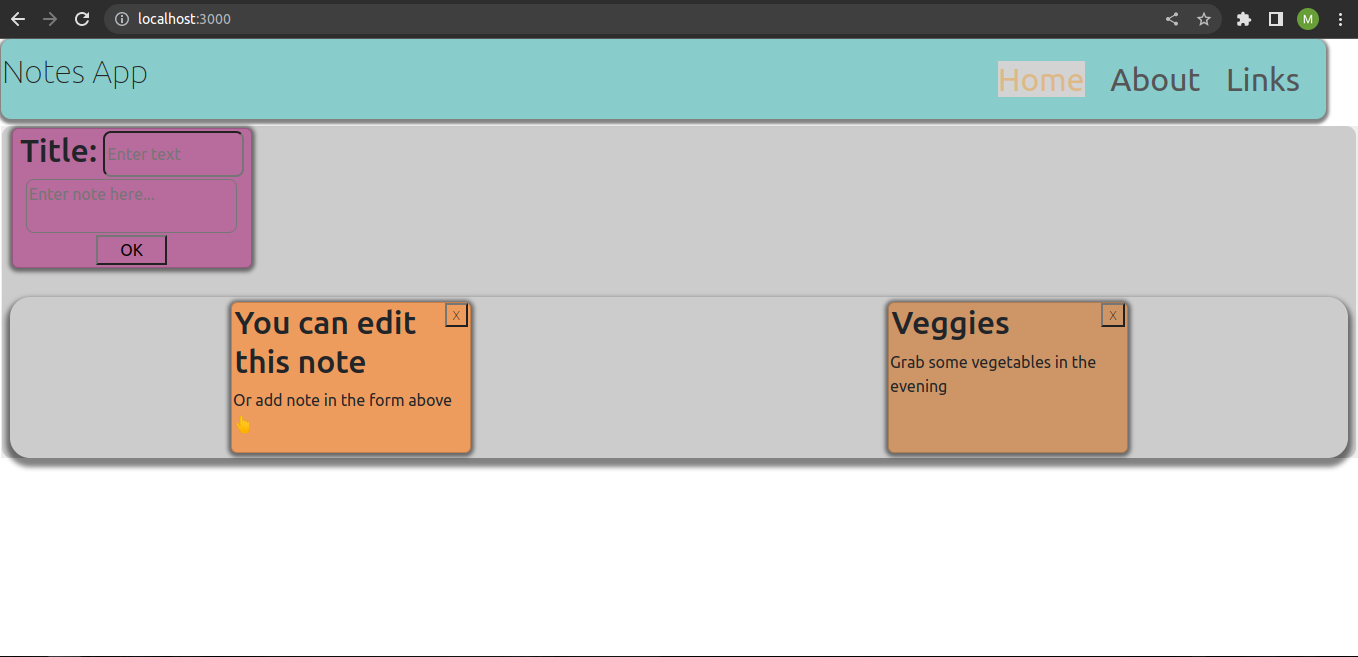 localhost:3000
M
Notes App
Home About Links
Title: Enter text
Enter note here...
OK
You can edit
this note
X
Or add note in the form above
👆
Veggies
X
Grab some vegetables in the
evening